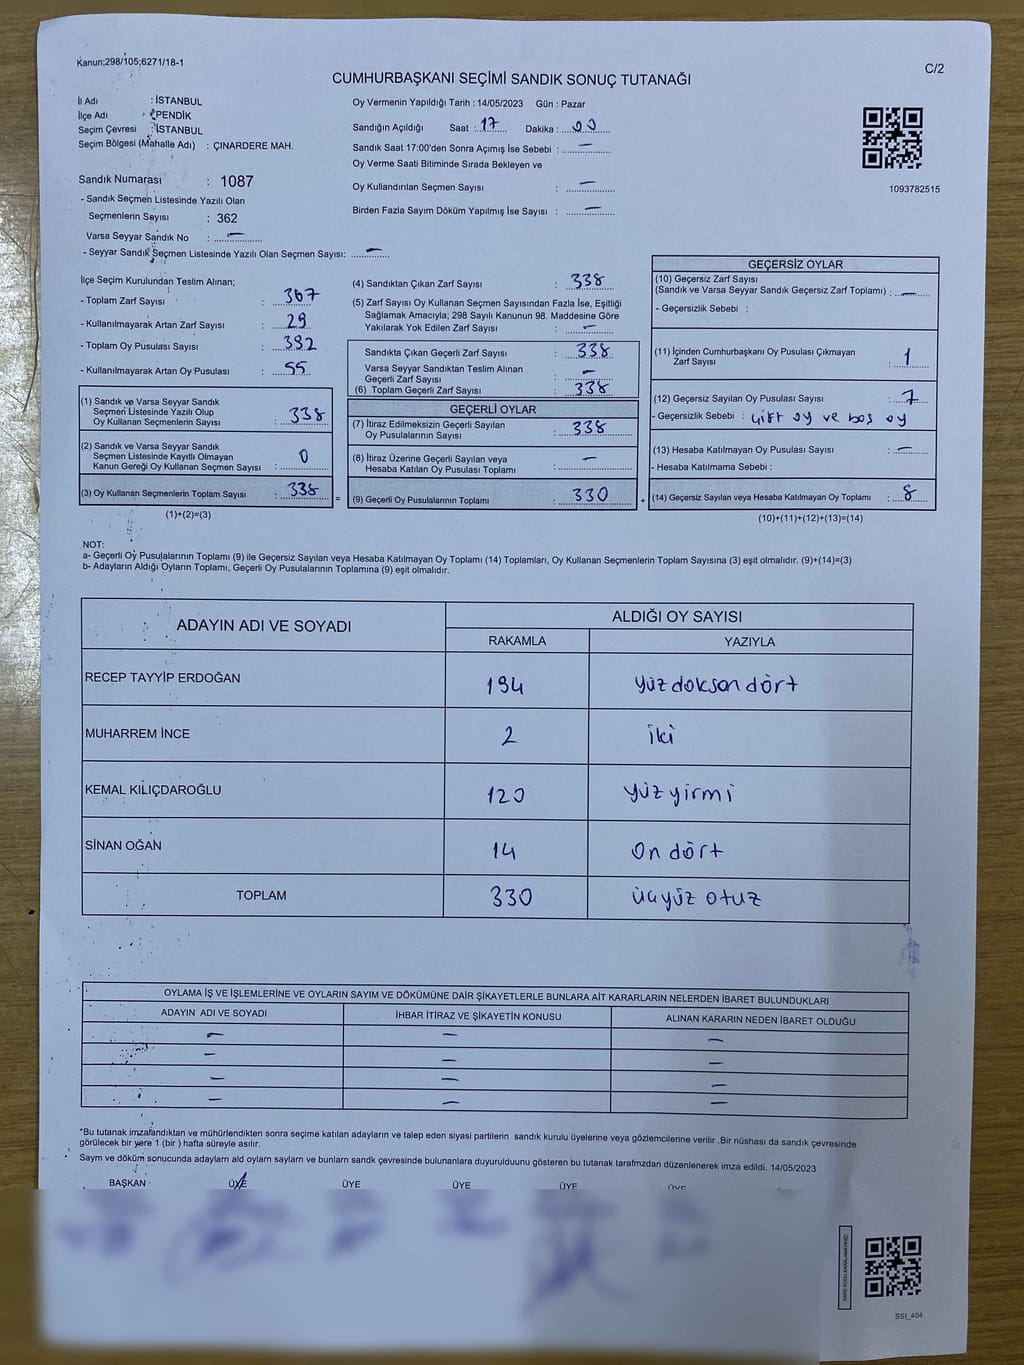 Kanun;298/105;6271/18-1
C/2
CUMHURBAŞKANI SEÇİMİ SANDIK SONUÇ TUTANAĞI
İl Adı : İSTANBUL
İlçe Adı : PENDİK
Seçim Çevresi : İSTANBUL
Seçim Bölgesi (Mahalle Adı) : ÇINARDERE MAH.
Sandık Numarası : 1087
- Sandık Seçmen Listesinde Yazılı Olan
Seçmenlerin Sayısı : 362
Varsa Seyyar Sandık No : —
- Seyyar Sandık Seçmen Listesinde Yazılı Olan Seçmen Sayısı: —
Oy Vermenin Yapıldığı Tarih : 14/05/2023 Gün : Pazar
Sandığın Açıldığı Saat : 17 Dakika : 00
Sandık Saat 17:00'den Sonra Açımış İse Sebebi : —
Oy Verme Saati Bitiminde Sırada Bekleyen ve
Oy Kullandırılan Seçmen Sayısı : —
Birden Fazla Sayım Döküm Yapılmış İse Sayısı : —
1093782515
İlçe Seçim Kurulundan Teslim Alınan;
- Toplam Zarf Sayısı : 367
- Kullanılmayarak Artan Zarf Sayısı : 29
- Toplam Oy Pusulası Sayısı : 392
- Kullanılmayarak Artan Oy Pusulası : 55
(1) Sandık ve Varsa Seyyar Sandık
Seçmen Listesinde Yazılı Olup
Oy Kullanan Seçmenlerin Sayısı : 338
(2) Sandık ve Varsa Seyyar Sandık
Seçmen Listesinde Kayıtlı Olmayan
Kanun Gereği Oy Kullanan Seçmen Sayısı : 0
(3) Oy Kullanan Seçmenlerin Toplam Sayısı : 338 =
(1)+(2)=(3)
(4) Sandıktan Çıkan Zarf Sayısı : 338
(5) Zarf Sayısı Oy Kullanan Seçmen Sayısından Fazla İse, Eşitliği
Sağlamak Amacıyla; 298 Sayılı Kanunun 98. Maddesine Göre
Yakılarak Yok Edilen Zarf Sayısı : —
Sandıkta Çıkan Geçerli Zarf Sayısı : 338
Varsa Seyyar Sandıktan Teslim Alınan
Geçerli Zarf Sayısı : —
(6) Toplam Geçerli Zarf Sayısı : 338
GEÇERLİ OYLAR
(7) İtiraz Edilmeksizin Geçerli Sayılan
Oy Pusulalarının Sayısı : 338
(8) İtiraz Üzerine Geçerli Sayılan veya
Hesaba Katılan Oy Pusulası Toplamı : —
(9) Geçerli Oy Pusulalarının Toplamı : 330 +
GEÇERSİZ OYLAR
(10) Geçersiz Zarf Sayısı
(Sandık ve Varsa Seyyar Sandık Geçersiz Zarf Toplamı) : —
- Geçersizlik Sebebi :
(11) İçinden Cumhurbaşkanı Oy Pusulası Çıkmayan
Zarf Sayısı : 1
(12) Geçersiz Sayılan Oy Pusulası Sayısı : 7
- Geçersizlik Sebebi : çift oy ve boş oy
(13) Hesaba Katılmayan Oy Pusulası Sayısı : —
- Hesaba Katılmama Sebebi :
(14) Geçersiz Sayılan veya Hesaba Katılmayan Oy Toplamı : 8
(10)+(11)+(12)+(13)=(14)
NOT:
a- Geçerli Oy Pusulalarının Toplamı (9) ile Geçersiz Sayılan veya Hesaba Katılmayan Oy Toplamı (14) Toplamları, Oy Kullanan Seçmenlerin Toplam Sayısına (3) eşit olmalıdır. (9)+(14)=(3)
b- Adayların Aldığı Oyların Toplamı, Geçerli Oy Pusulalarının Toplamına (9) eşit olmalıdır.
ADAYIN ADI VE SOYADI ALDIĞI OY SAYISI
RAKAMLA YAZIYLA
RECEP TAYYİP ERDOĞAN 194 yüz doksan dört
MUHARREM İNCE 2 iki
KEMAL KILIÇDAROĞLU 120 yüz yirmi
SİNAN OĞAN 14 on dört
TOPLAM 330 üçyüz otuz
OYLAMA İŞ VE İŞLEMLERİNE VE OYLARIN SAYIM VE DÖKÜMÜNE DAİR ŞİKAYETLERLE BUNLARA AİT KARARLARIN NELERDEN İBARET BULUNDUKLARI
ADAYIN ADI VE SOYADI İHBAR İTİRAZ VE ŞİKAYETİN KONUSU ALINAN KARARIN NEDEN İBARET OLDUĞU
— — —
— — —
— — —
— — —
*Bu tutanak imzalandıktan ve mühürlendikten sonra seçime katılan adayların ve talep eden siyasi partilerin sandık kurulu üyelerine veya gözlemcilerine verilir .Bir nüshası da sandık çevresinde
görülecek bir yere 1 (bir ) hafta süreyle asılır.
Sayım ve döküm sonucunda adayların ald oyların sayları ve bunların sandk çevresinde bulunanlara duyurulduunu gösteren bu tutanak tarafmzdan düzenlenerek imza edildi. 14/05/2023
BAŞKAN ÜYE ÜYE ÜYE ÜYE ÜYE
KARE KODU KARALAMAYINIZ!
SSI_404